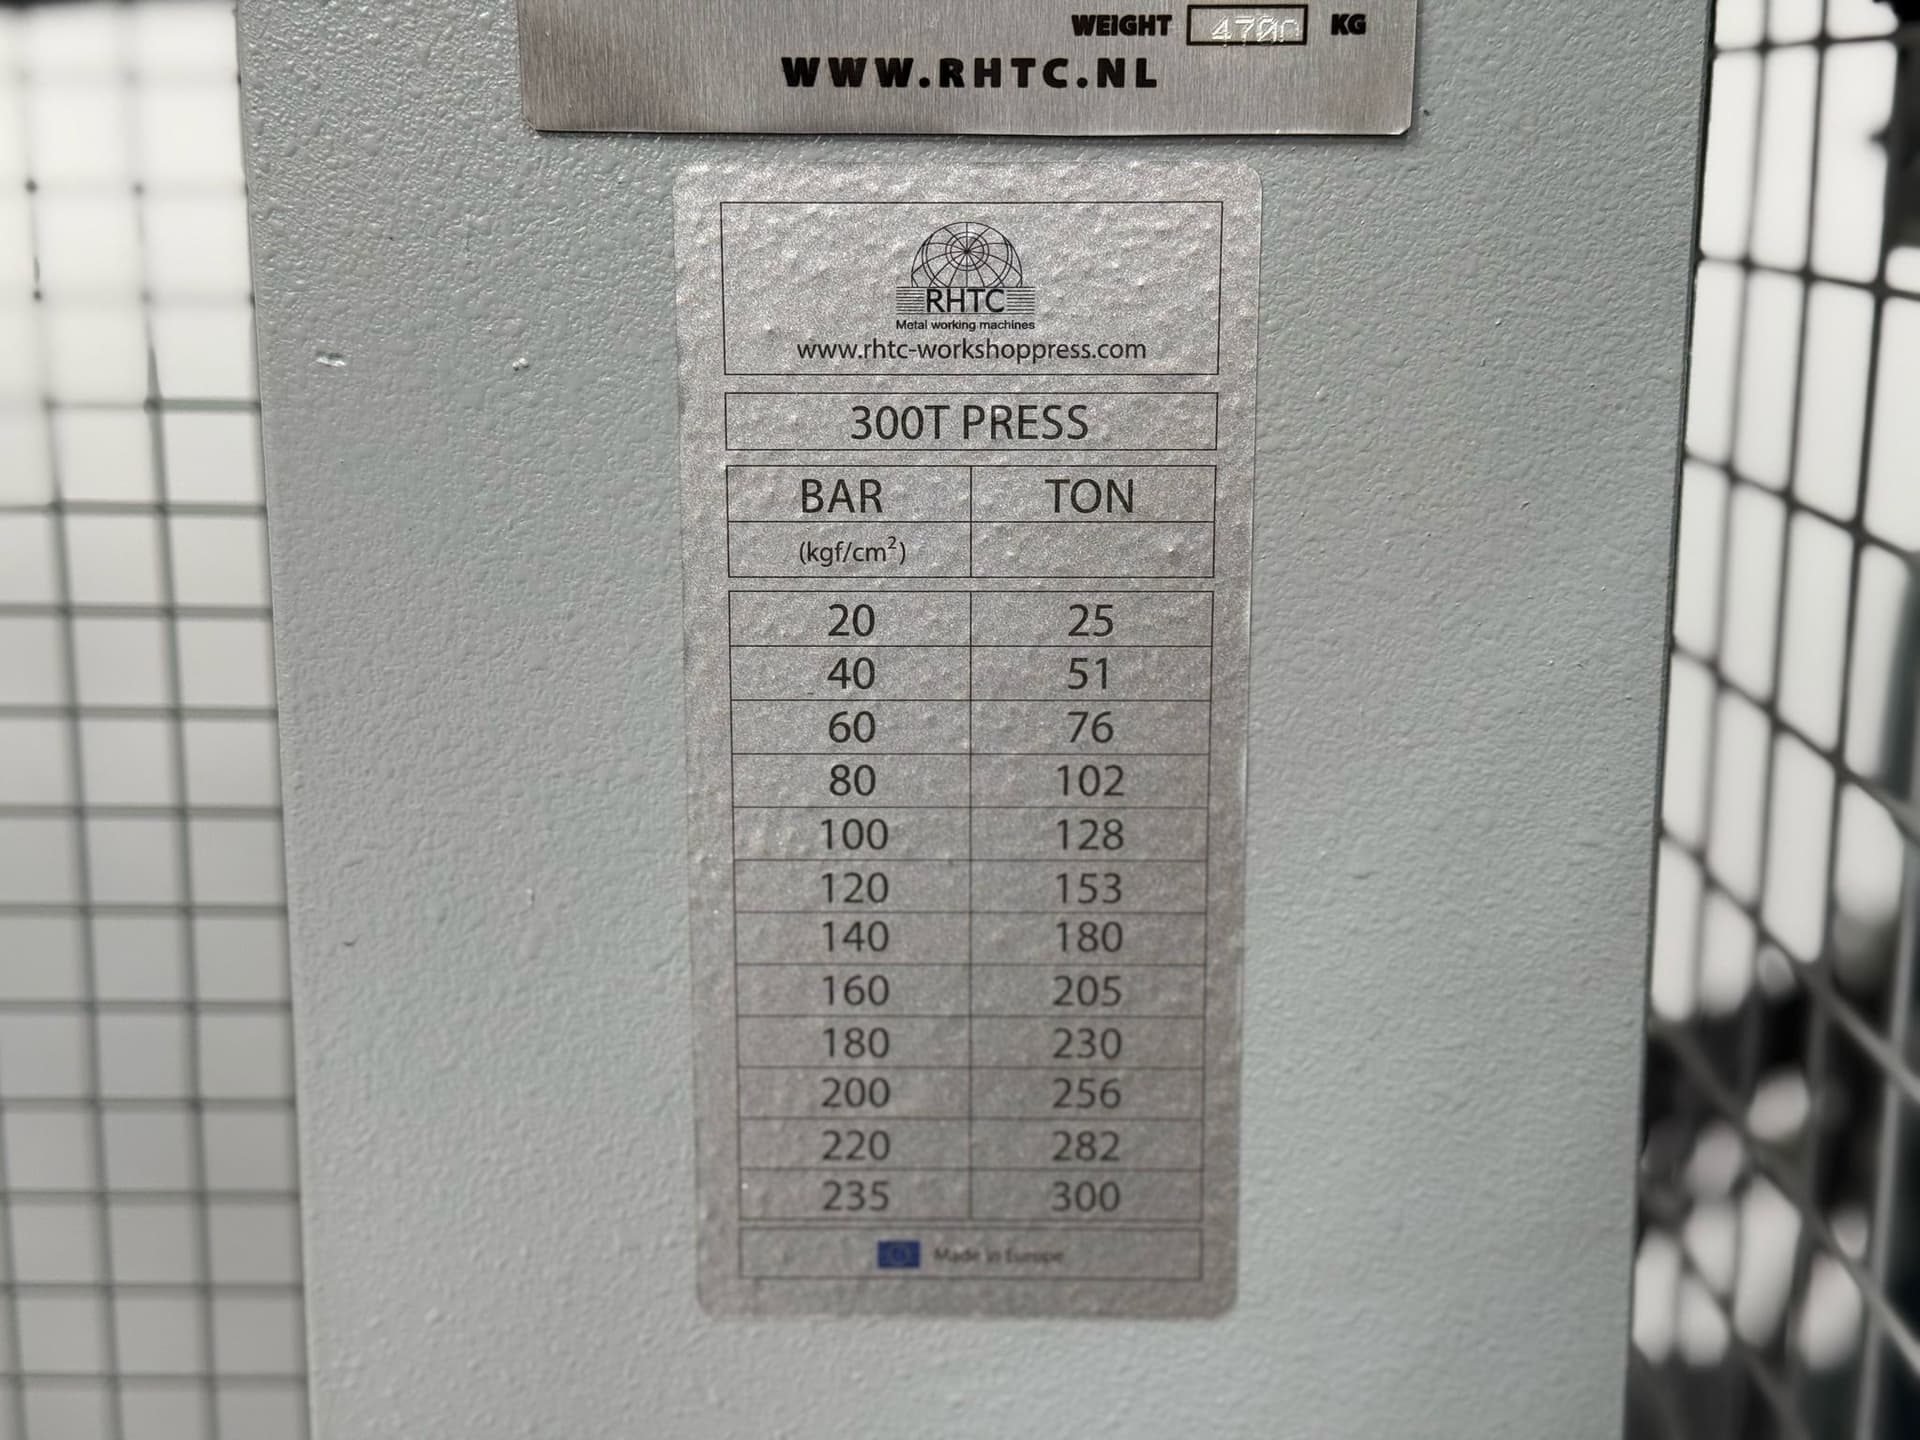 WEIGHT 4700 KG
WWW.RHTC.NL
RHTC
Metal working machines
www.rhtc-workshoppress.com
300T PRESS
BAR TON
(kgf/cm²)
20 25
40 51
60 76
80 102
100 128
120 153
140 180
160 205
180 230
200 256
220 282
235 300
Made in Europe